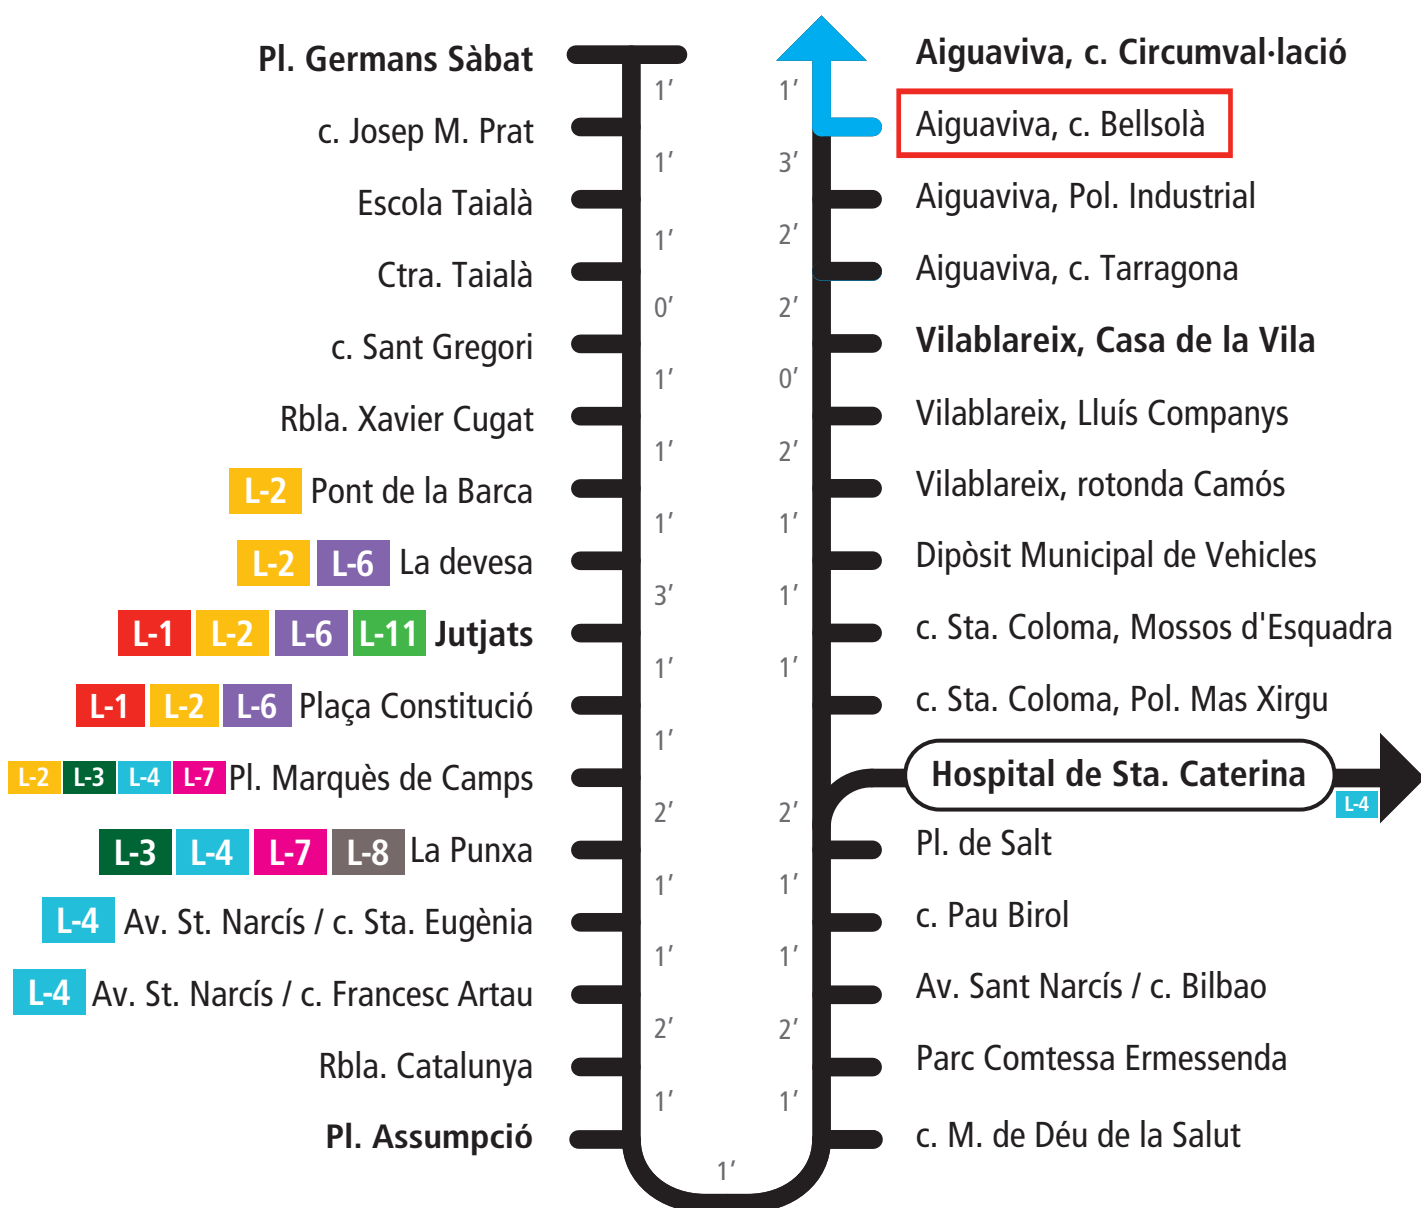 Pl. Germans Sàbat
1’
c. Josep M. Prat
1’
Escola Taialà
1’
Ctra. Taialà
0’
c. Sant Gregori
1’
Rbla. Xavier Cugat
1’
L-2 Pont de la Barca
1’
L-2 L-6 La devesa
3’
L-1 L-2 L-6 L-11 Jutjats
1’
L-1 L-2 L-6 Plaça Constitució
1’
L-2 L-3 L-4 L-7 Pl. Marquès de Camps
2’
L-3 L-4 L-7 L-8 La Punxa
1’
L-4 Av. St. Narcís / c. Sta. Eugènia
1’
L-4 Av. St. Narcís / c. Francesc Artau
2’
Rbla. Catalunya
1’
Pl. Assumpció
1’
Aiguaviva, c. Circumval·lació
1’
Aiguaviva, c. Bellsolà
3’
Aiguaviva, Pol. Industrial
2’
Aiguaviva, c. Tarragona
2’
Vilablareix, Casa de la Vila
0’
Vilablareix, Lluís Companys
2’
Vilablareix, rotonda Camós
1’
Dipòsit Municipal de Vehicles
1’
c. Sta. Coloma, Mossos d'Esquadra
1’
c. Sta. Coloma, Pol. Mas Xirgu
Hospital de Sta. Caterina
L-4
2’
Pl. de Salt
1’
c. Pau Birol
1’
Av. Sant Narcís / c. Bilbao
2’
Parc Comtessa Ermessenda
1’
c. M. de Déu de la Salut